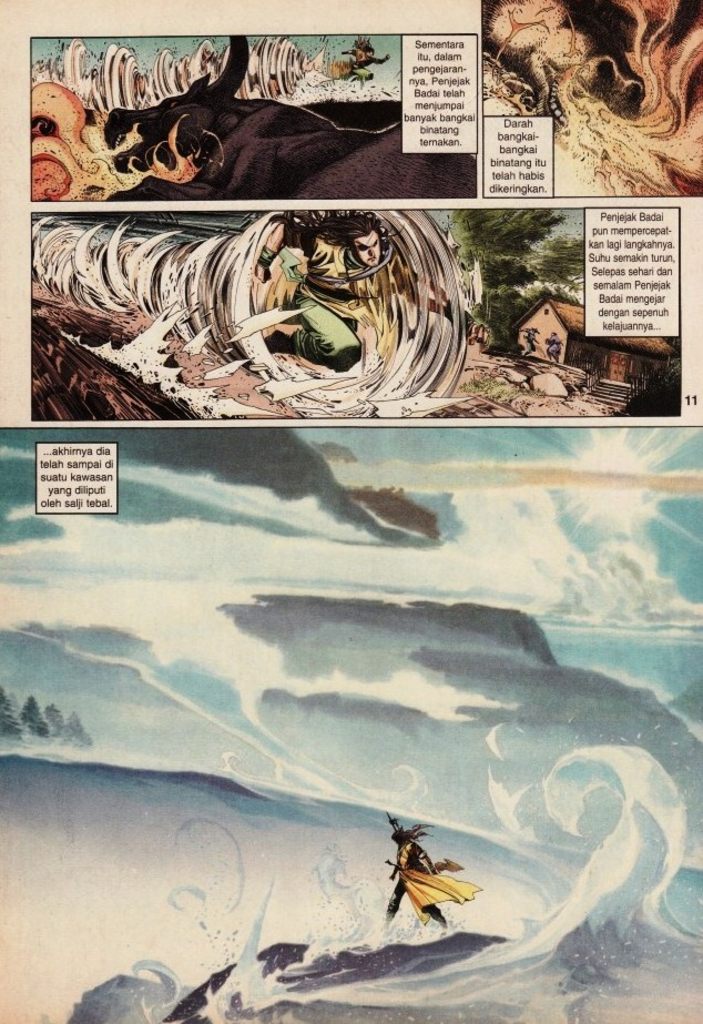 Sementara
itu, dalam
pengejaran-
nya, Penjejak
Badai telah
menjumpai
banyak bangkai
binatang
ternakan.
Darah
bangkai-
bangkai
binatang itu
telah habis
dikeringkan.
Penjejak Badai
pun mempercepat-
kan lagi langkahnya.
Suhu semakin turun,
Selepas sehari dan
semalam Penjejak
Badai mengejar
dengan sepenuh
kelajuannya...
11
...akhirnya dia
telah sampai di
suatu kawasan
yang diliputi
oleh salji tebal.